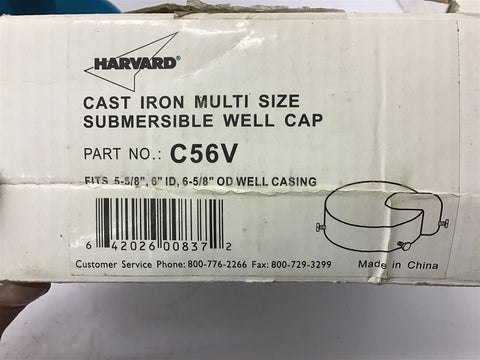 HARVARD®
CAST IRON MULTI SIZE
SUBMERSIBLE WELL CAP
PART NO.: C56V
FITS 5-5/8", 6" ID, 6-5/8" OD WELL CASING
6 42026 00837 2
Customer Service Phone: 800-776-2266 Fax: 800-729-3299
Made in China